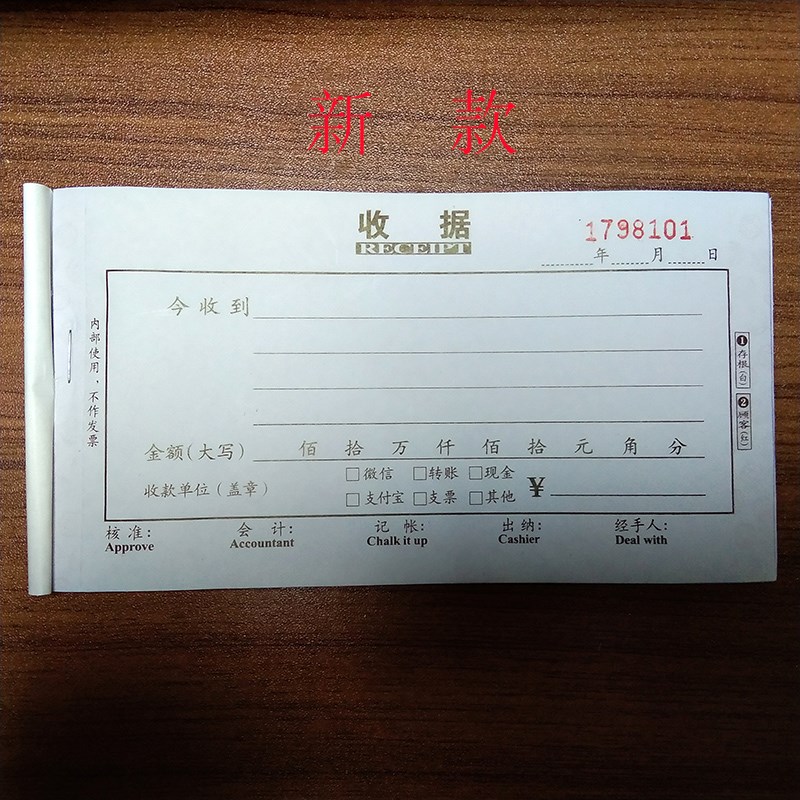 新 款
收 据
RECEIPT
1798101
年 月 日
今收到
金额(大写) 佰 拾 万 仟 佰 拾 元 角 分
收款单位(盖章) □微信 □转账 □现金
□支付宝 □支票 □其他 ¥
核准: 会 计: 记 帐: 出纳: 经手人:
Approve Accountant Chalk it up Cashier Deal with
内部使用,不作发票
❶存根(白)
❷顾客(红)